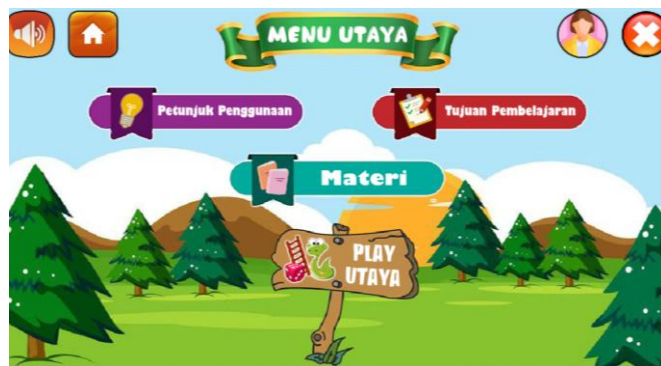 MENU UTAYA
Petunjuk Penggunaan
Tujuan Pembelajaran
Materi
PLAY
UTAYA